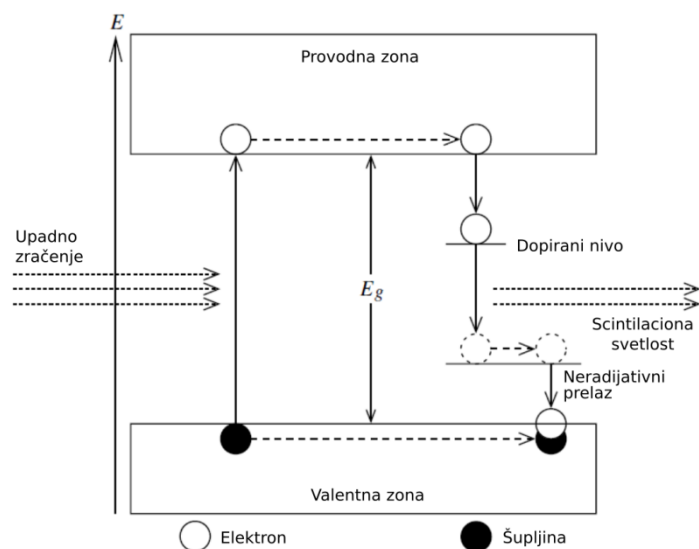 E
Provodna zona
Upadno
zračenje
Dopirani nivo
E_g
Scintilaciona
svetlost
Neradijativni
prelaz
Valentna zona
Elektron
Šupljina